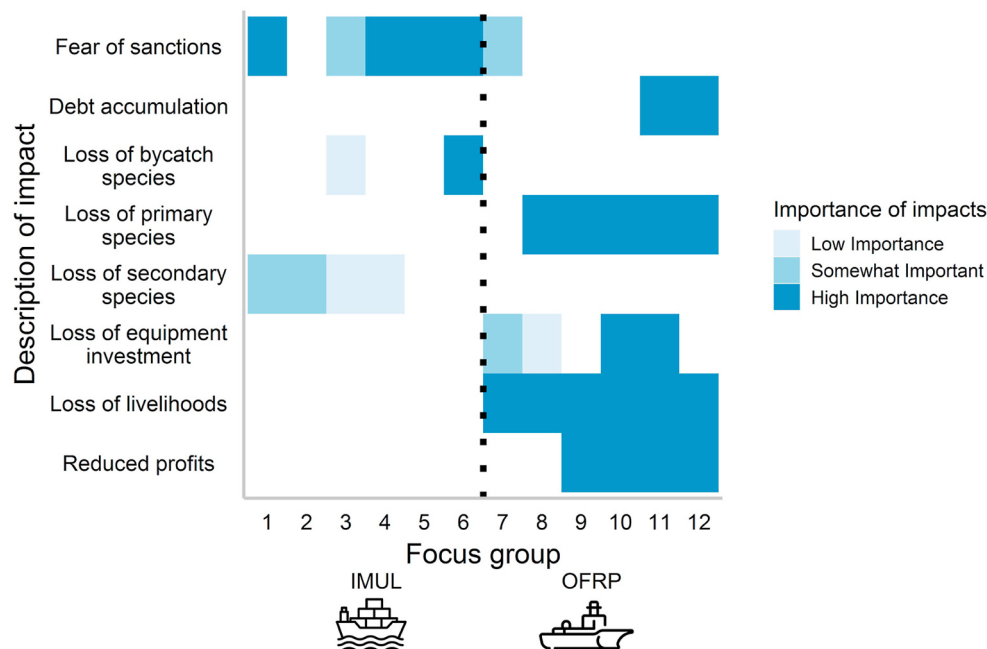 Fear of sanctions
Debt accumulation
Loss of bycatch
species
Loss of primary
species
Loss of secondary
species
Loss of equipment
investment
Loss of livelihoods
Reduced profits
Description of impact
1 2 3 4 5 6 7 8 9 10 11 12
Focus group
IMUL OFRP
Importance of impacts
Low Importance
Somewhat Important
High Importance